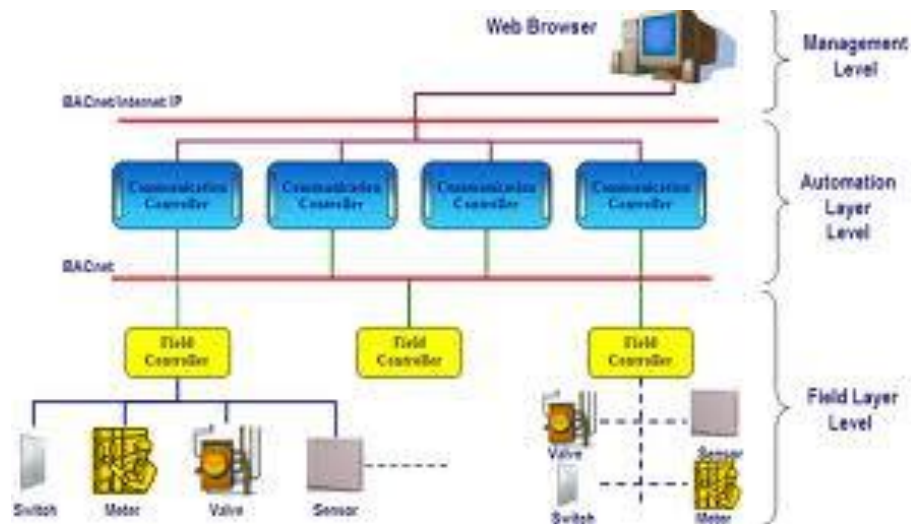 Web Browser
Management
Level
BACnet/Internet IP
Communication
Controller
Communication
Controller
Communication
Controller
Communication
Controller
Automation
Layer
Level
BACnet
Field
Controller
Field
Controller
Field
Controller
Field Layer
Level
Valve
Sensor
Switch
Meter
Valve
Sensor
Switch
Meter